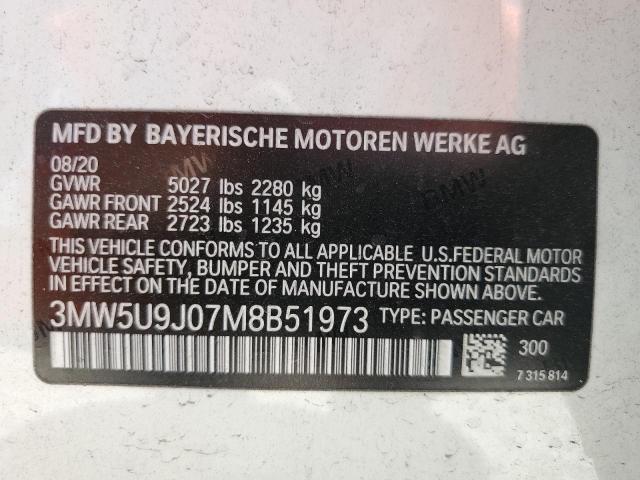 MFD BY BAYERISCHE MOTOREN WERKE AG
08/20
GVWR 5027 lbs 2280 kg
GAWR FRONT 2524 lbs 1145 kg
GAWR REAR 2723 lbs 1235 kg
THIS VEHICLE CONFORMS TO ALL APPLICABLE U.S.FEDERAL MOTOR
VEHICLE SAFETY, BUMPER AND THEFT PREVENTION STANDARDS
IN EFFECT ON THE DATE OF MANUFACTURE SHOWN ABOVE.
3MW5U9J07M8B51973 TYPE: PASSENGER CAR
300
7 315 814